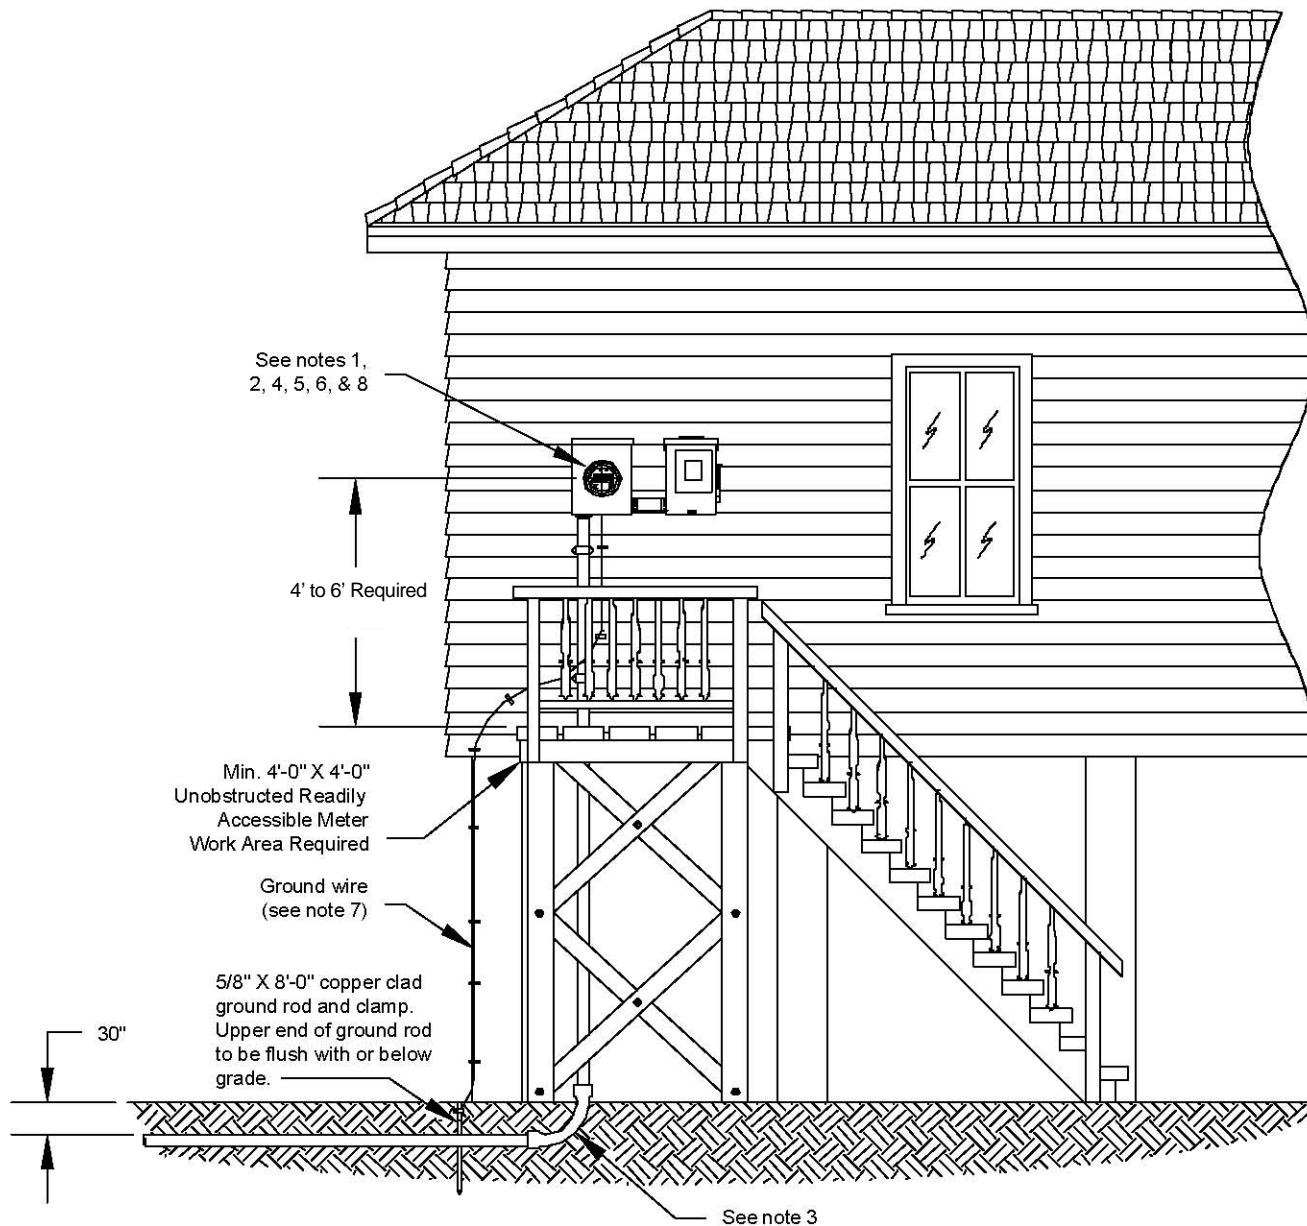 See notes 1,
2, 4, 5, 6, & 8
4' to 6' Required
Min. 4'-0" X 4'-0"
Unobstructed Readily
Accessible Meter
Work Area Required
Ground wire
(see note 7)
5/8" X 8'-0" copper clad
ground rod and clamp.
Upper end of ground rod
to be flush with or below
grade.
30"
See note 3